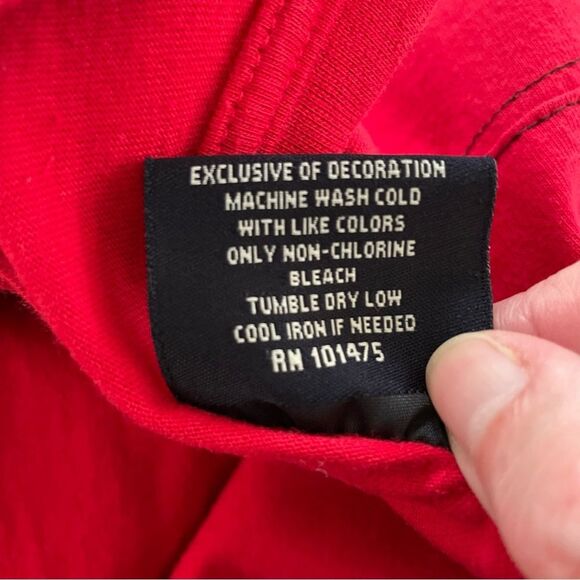 EXCLUSIVE OF DECORATION
MACHINE WASH COLD
WITH LIKE COLORS
ONLY NON-CHLORINE
BLEACH
TUMBLE DRY LOW
COOL IRON IF NEEDED
RN 101475